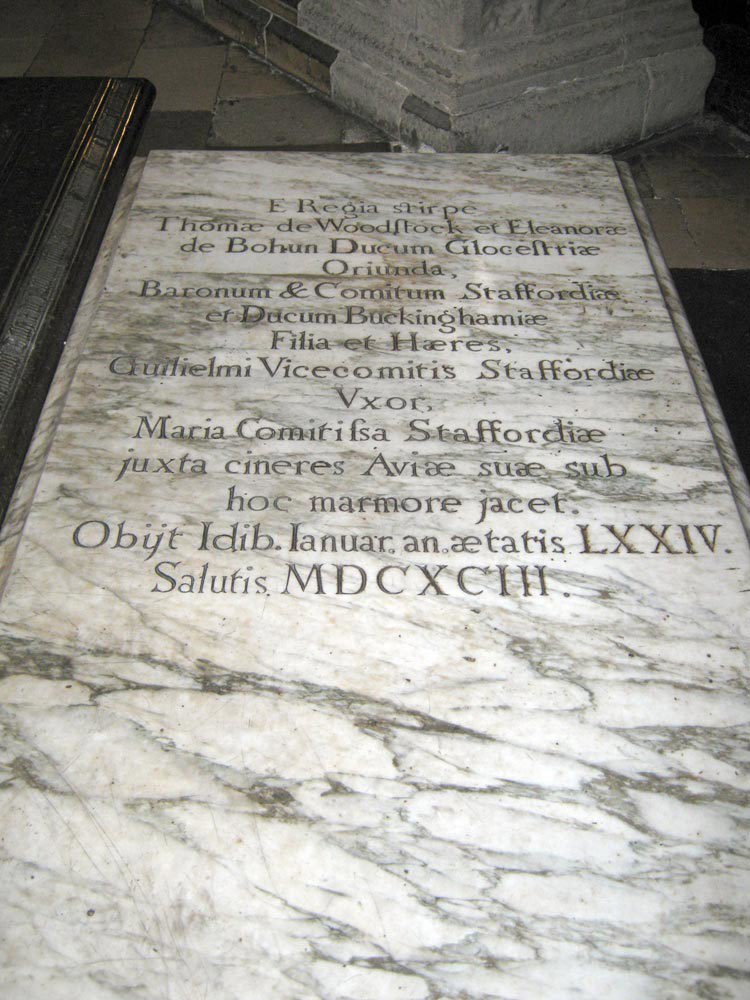 E Regia stirpe
Thomæ de Woodſtock et Eleanoræ
de Bohun Ducum Gloceſtriæ
Oriunda,
Baronum & Comitum Staffordiæ
et Ducum Buckinghamiæ
Filia et Hæres,
Guilielmi Vicecomitis Staffordiæ
Vxor,
Maria Comitiſsa Staffordiæ
juxta cineres Aviæ suæ sub
hoc marmore jacet.
Obijt Idib. Ianuar. an. ætatis LXXIV.
Salutis MDCXCIII.